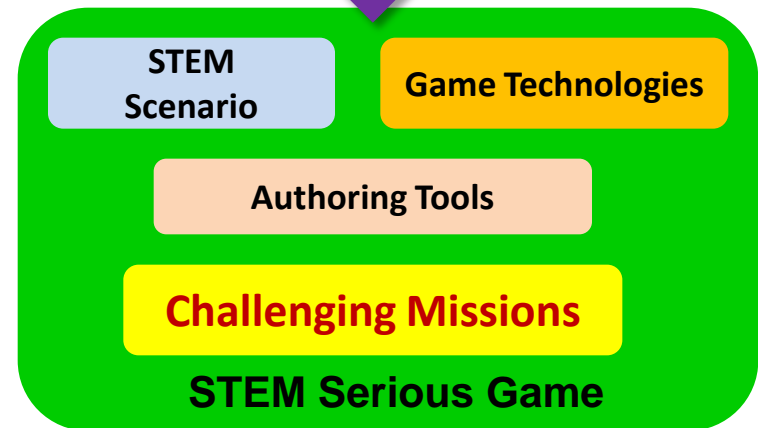 STEM
Scenario
Game Technologies
Authoring Tools
Challenging Missions
STEM Serious Game